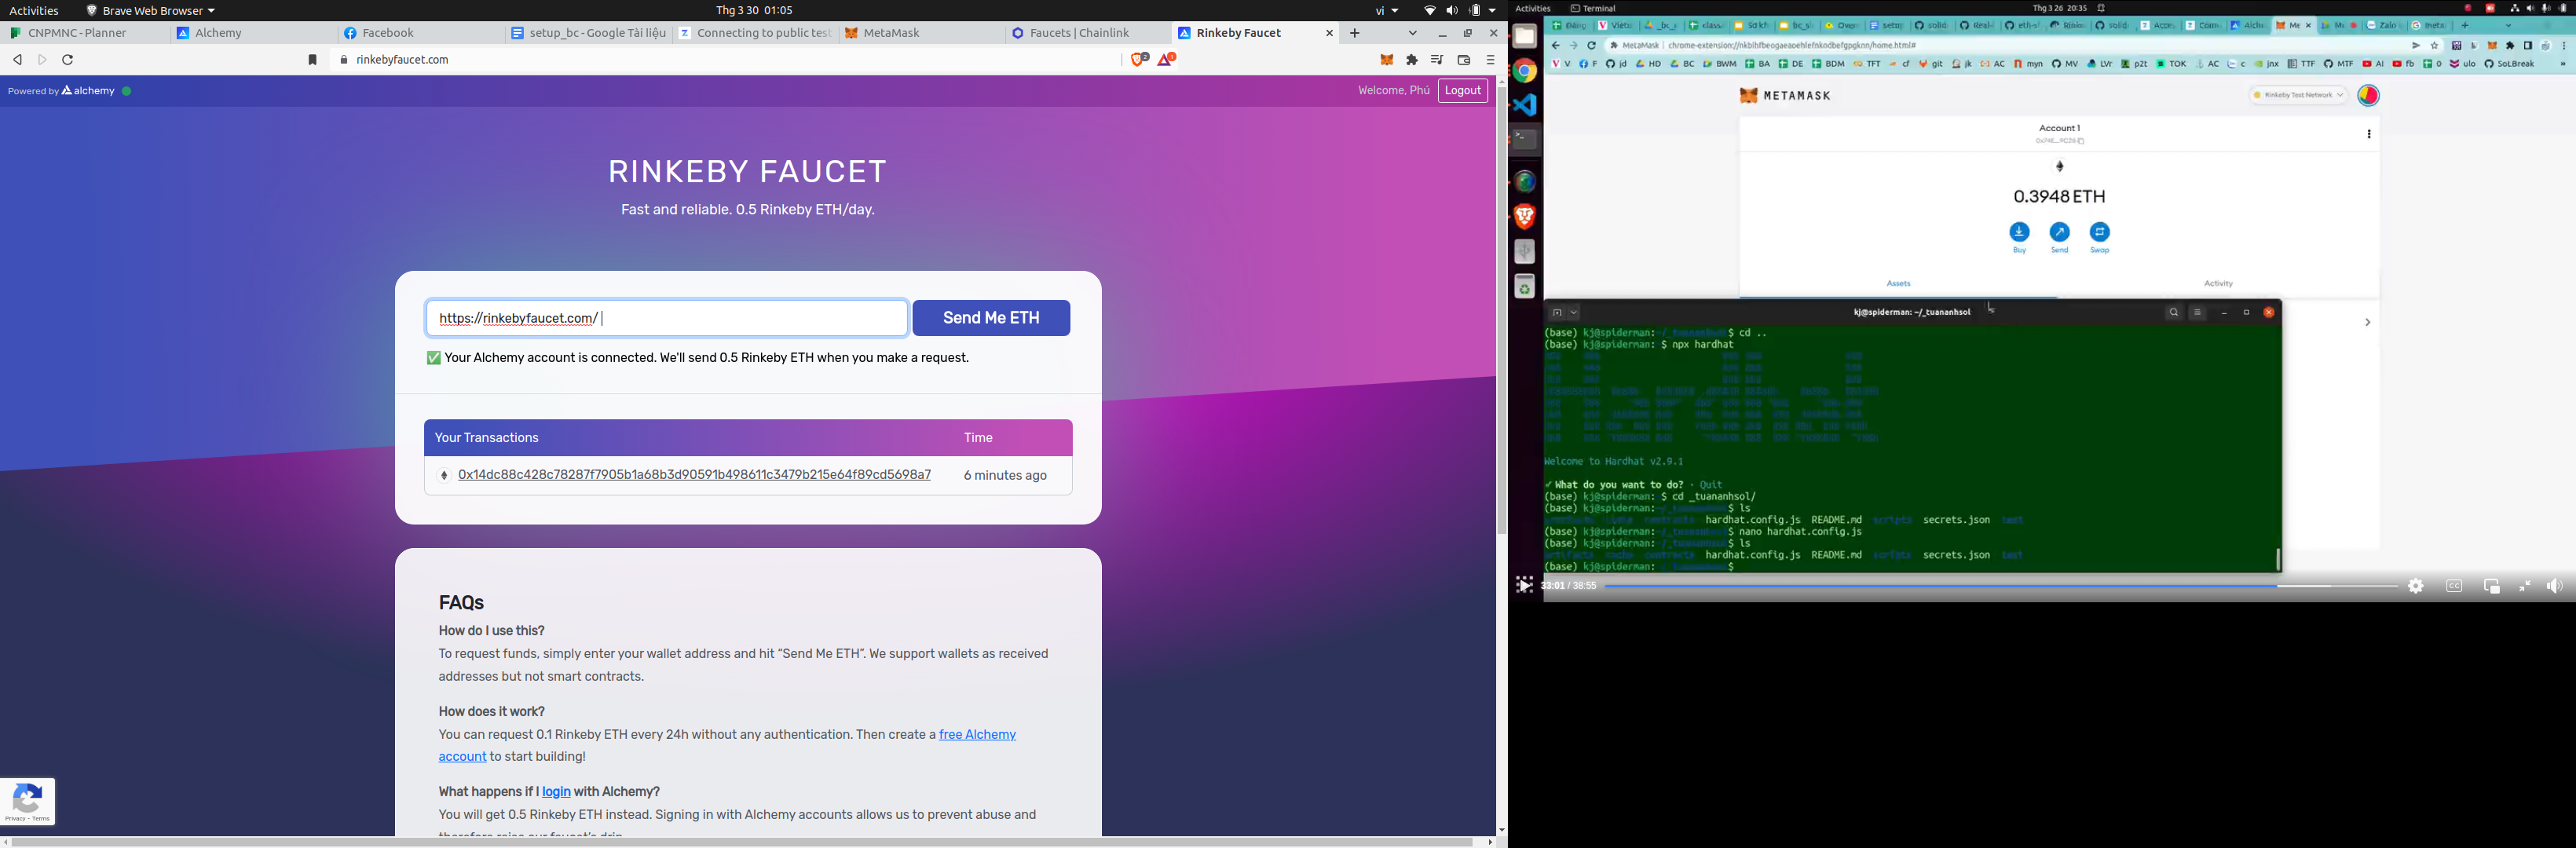 Activities
Brave Web Browser
Thg 3 30 01:05
vi
CNPMNC - Planner
Alchemy
Facebook
setup_bc - Google Tài liệu
Connecting to public test
MetaMask
Faucets | Chainlink
Rinkeby Faucet
rinkebyfaucet.com
Powered by alchemy
Welcome, Phú
Logout
RINKEBY FAUCET
Fast and reliable. 0.5 Rinkeby ETH/day.
https://rinkebyfaucet.com/
Send Me ETH
✅ Your Alchemy account is connected. We'll send 0.5 Rinkeby ETH when you make a request.
Your Transactions
Time
0x14dc88c428c78287f7905b1a68b3d90591b498611c3479b215e64f89cd5698a7
6 minutes ago
FAQs
How do I use this?
To request funds, simply enter your wallet address and hit “Send Me ETH”. We support wallets as received
addresses but not smart contracts.
How does it work?
You can request 0.1 Rinkeby ETH every 24h without any authentication. Then create a free Alchemy
account to start building!
What happens if I login with Alchemy?
You will get 0.5 Rinkeby ETH instead. Signing in with Alchemy accounts allows us to prevent abuse and
Privacy - Terms
Activities
Terminal
Thg 3 26 20:35
METAMASK
Rinkeby Test Network
Account 1
0.3948 ETH
Buy
Send
Swap
Assets
Activity
kj@spiderman: ~/_tuananhsol
(base) kj@spiderman:~/_tuananhsol$ cd ..
(base) kj@spiderman: $ npx hardhat
Welcome to Hardhat v2.9.1
✓ What do you want to do? · Quit
(base) kj@spiderman: $ cd _tuananhsol/
(base) kj@spiderman:~/_tuananhsol$ ls
hardhat.config.js README.md scripts secrets.json test
(base) kj@spiderman:~/_tuananhsol$ nano hardhat.config.js
(base) kj@spiderman:~/_tuananhsol$ ls
artifacts cache contracts hardhat.config.js README.md scripts secrets.json test
(base) kj@spiderman:~/_tuananhsol$
33:01 / 38:55